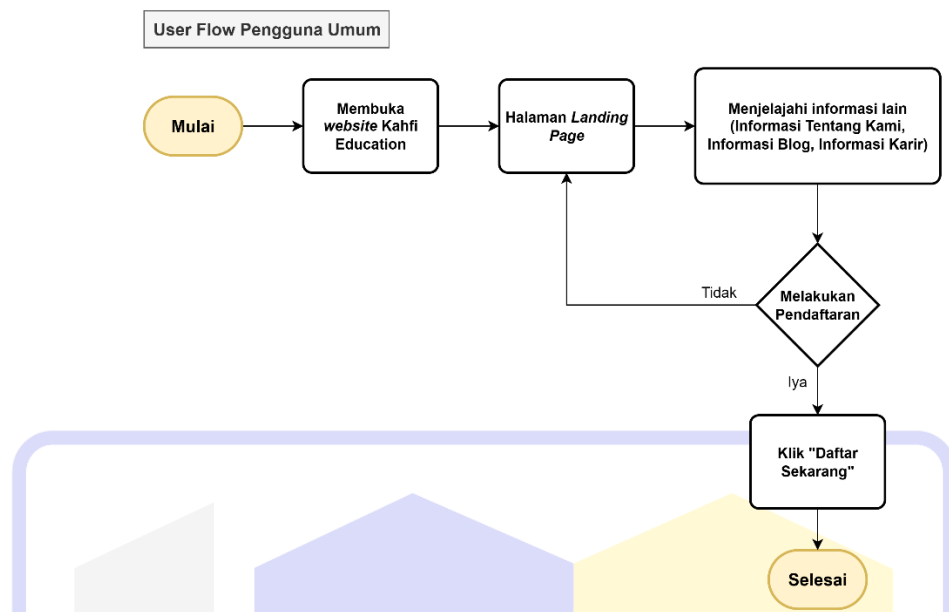 User Flow Pengguna Umum
Mulai
Membuka
website Kahfi
Education
Halaman Landing
Page
Menjelajahi informasi lain
(Informasi Tentang Kami,
Informasi Blog, Informasi Karir)
Tidak
Melakukan
Pendaftaran
Iya
Klik "Daftar
Sekarang"
Selesai